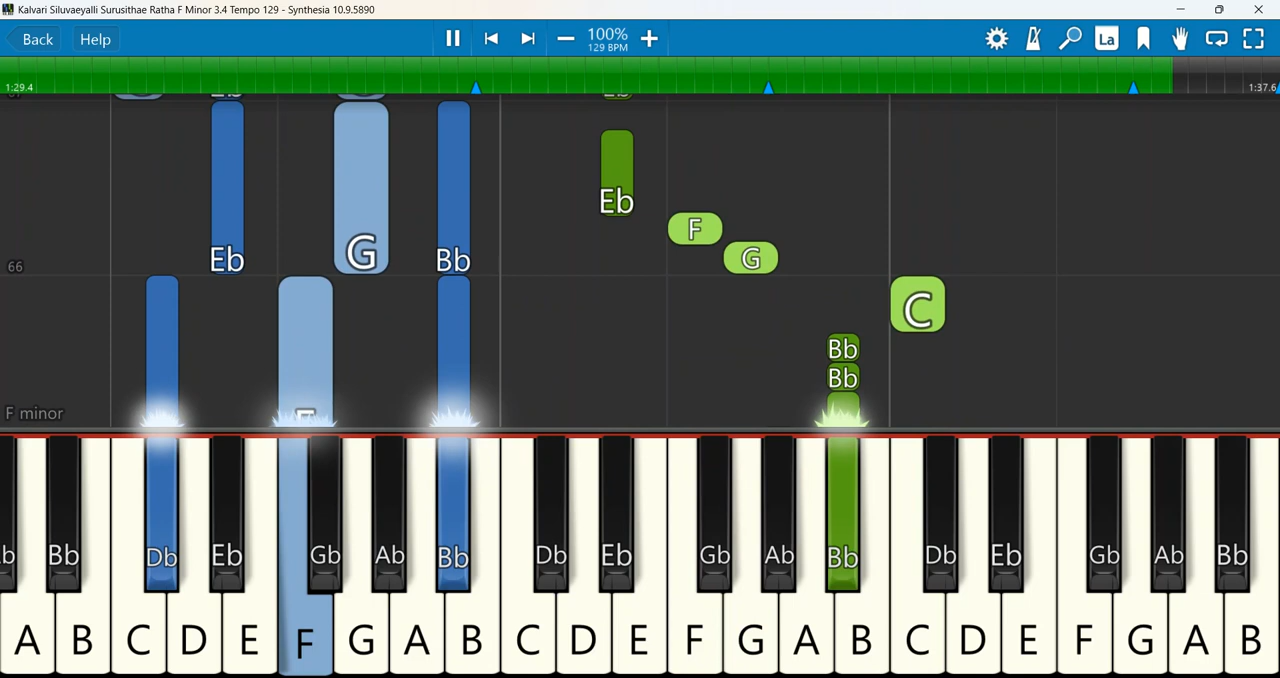 Kalvari Siluvaeyalli Surusithae Ratha F Minor 3.4 Tempo 129 - Synthesia 10.9.5890
Back Help 100% La
129 BPM
1:29.4 1:37.6
Eb Eb
Eb
F
G
Eb G Bb
66
C
Bb
Bb
F minor
Bb Db Eb Gb Ab Bb Db Eb Gb Ab Bb Db Eb Gb Ab Bb
A B C D E F G A B C D E F G A B C D E F G A B